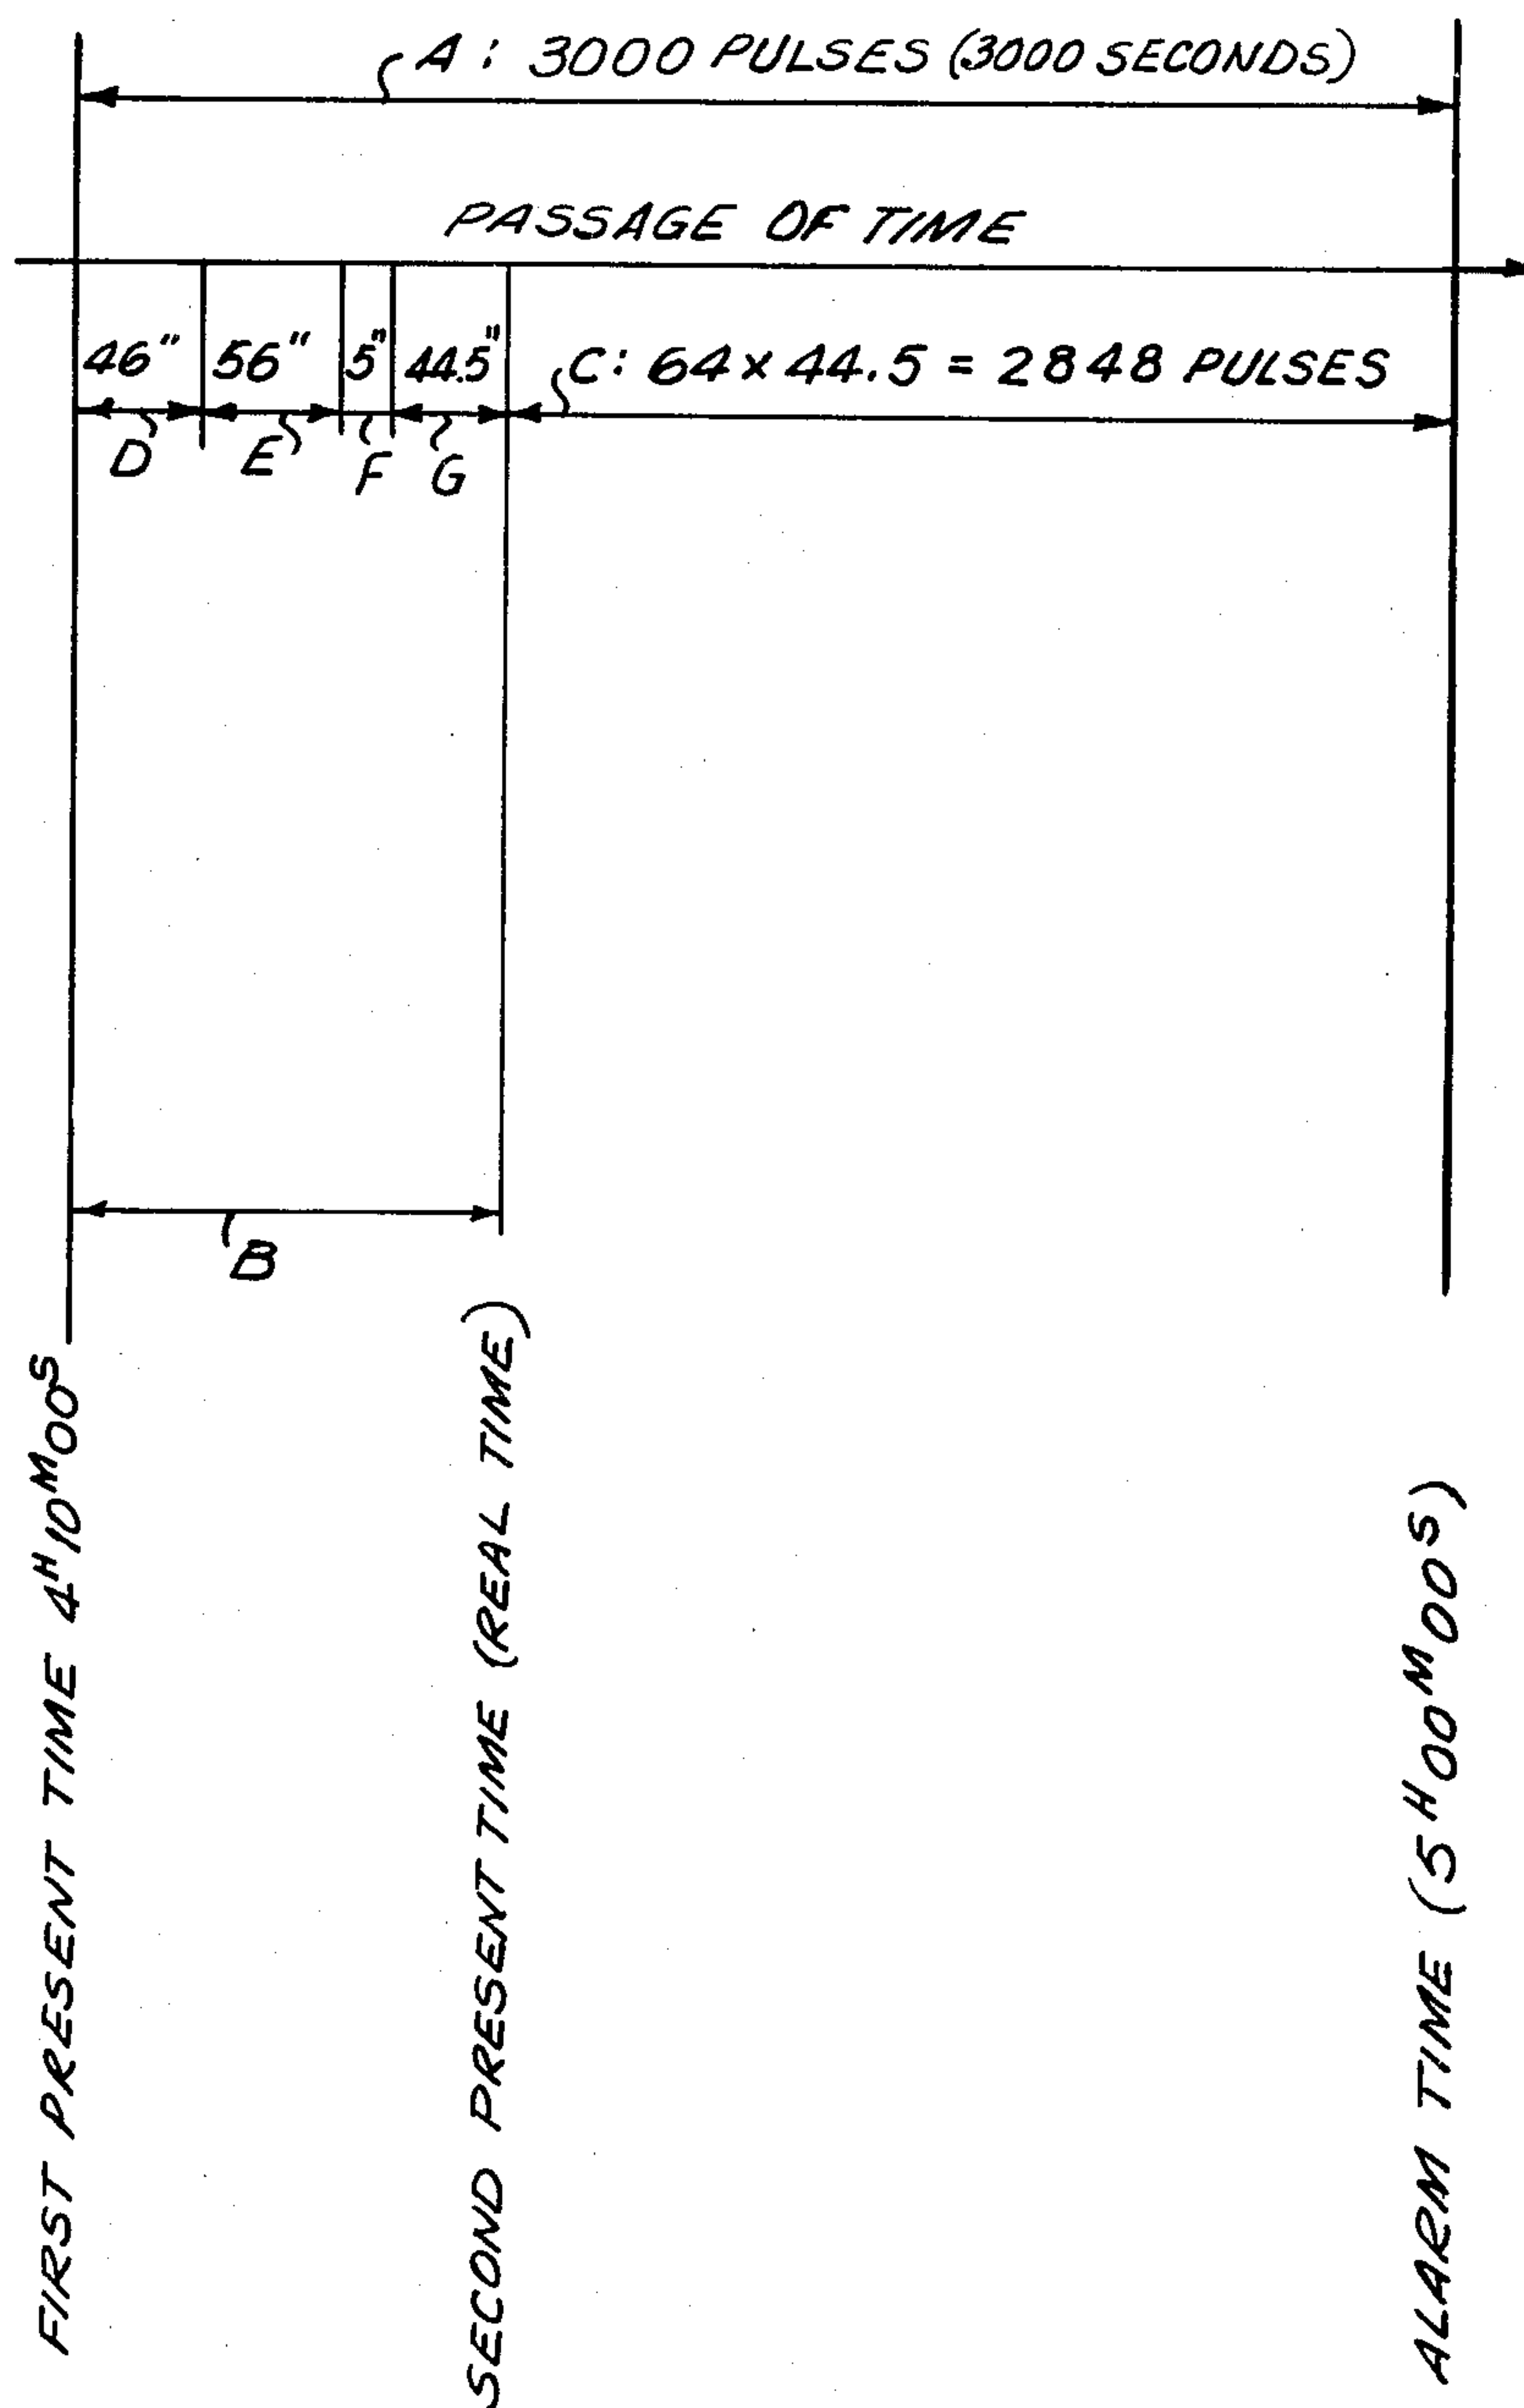 A: 3000 PULSES (3000 SECONDS)
PASSAGE OF TIME
46" 56" 5" 44.5" C: 64 x 44.5 = 2848 PULSES
D E F G
B
FIRST PRESENT TIME 4H10M00S
SECOND PRESENT TIME (REAL TIME)
ALARM TIME (5H00M00S)